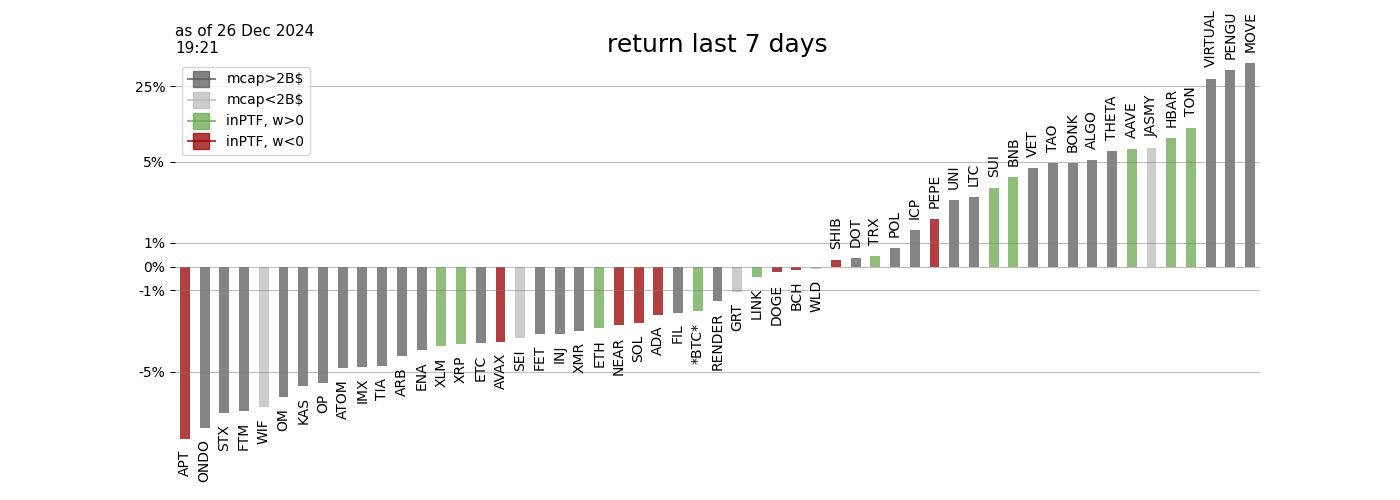 as of 26 Dec 2024
19:21
return last 7 days
mcap>2B$
mcap<2B$
inPTF, w>0
inPTF, w<0
25%
5%
1%
0%
-1%
-5%
APT
ONDO
STX
FTM
WIF
OM
KAS
OP
ATOM
IMX
TIA
ARB
ENA
XLM
XRP
ETC
AVAX
SEI
FET
INJ
XMR
ETH
NEAR
SOL
ADA
FIL
*BTC*
RENDER
GRT
LINK
DOGE
BCH
WLD
SHIB
DOT
TRX
POL
ICP
PEPE
UNI
LTC
SUI
BNB
VET
TAO
BONK
ALGO
THETA
AAVE
JASMY
HBAR
TON
VIRTUAL
PENGU
MOVE